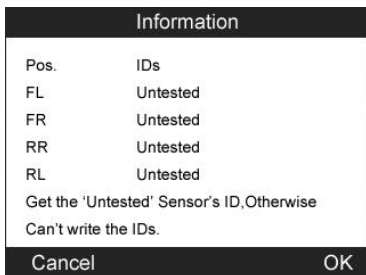 Information
Pos. IDs
FL Untested
FR Untested
RR Untested
RL Untested
Get the ‘Untested’ Sensor’s ID,Otherwise
Can’t write the IDs.
Cancel OK